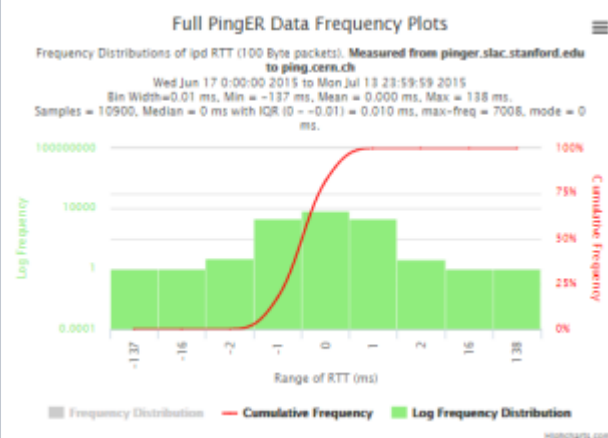 Full PingER Data Frequency Plots
Frequency Distributions of ipd RTT (100 Byte packets). Measured from pinger.slac.stanford.edu
to ping.cern.ch
Wed Jun 17 0:00:00 2015 to Mon Jul 13 23:59:59 2015
Bin Width=0.01 ms, Min = -137 ms, Mean = 0.000 ms, Max = 138 ms.
Samples = 10900, Median = 0 ms with IQR (0 - -0.01) = 0.010 ms, max-freq = 7008, mode = 0
ms.
100000000
10000
1
0.0001
Log Frequency
100%
75%
50%
25%
0%
Cumulative Frequency
-137
-16
-2
-1
0
1
2
16
138
Range of RTT (ms)
Frequency Distribution
Cumulative Frequency
Log Frequency Distribution
Highcharts.com